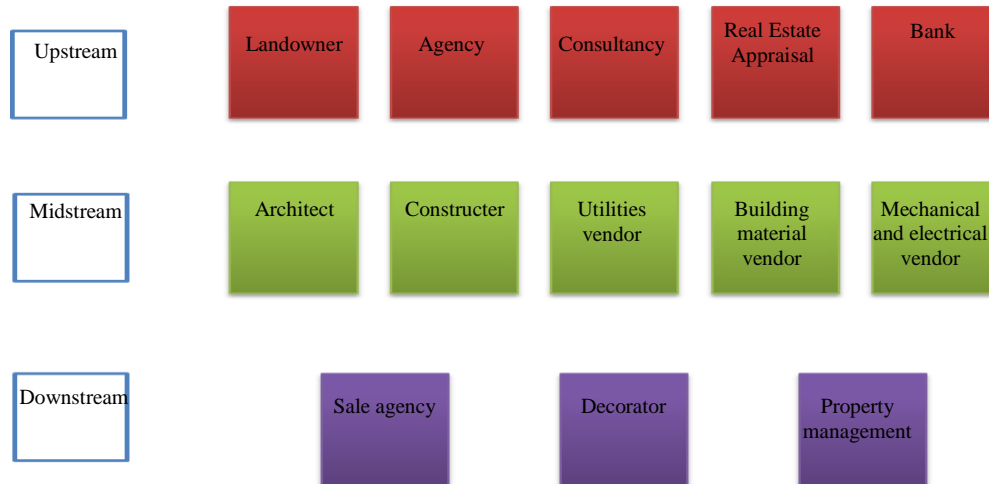 Upstream
Landowner
Agency
Consultancy
Real Estate
Appraisal
Bank
Midstream
Architect
Constructer
Utilities
vendor
Building
material
vendor
Mechanical
and electrical
vendor
Downstream
Sale agency
Decorator
Property
management